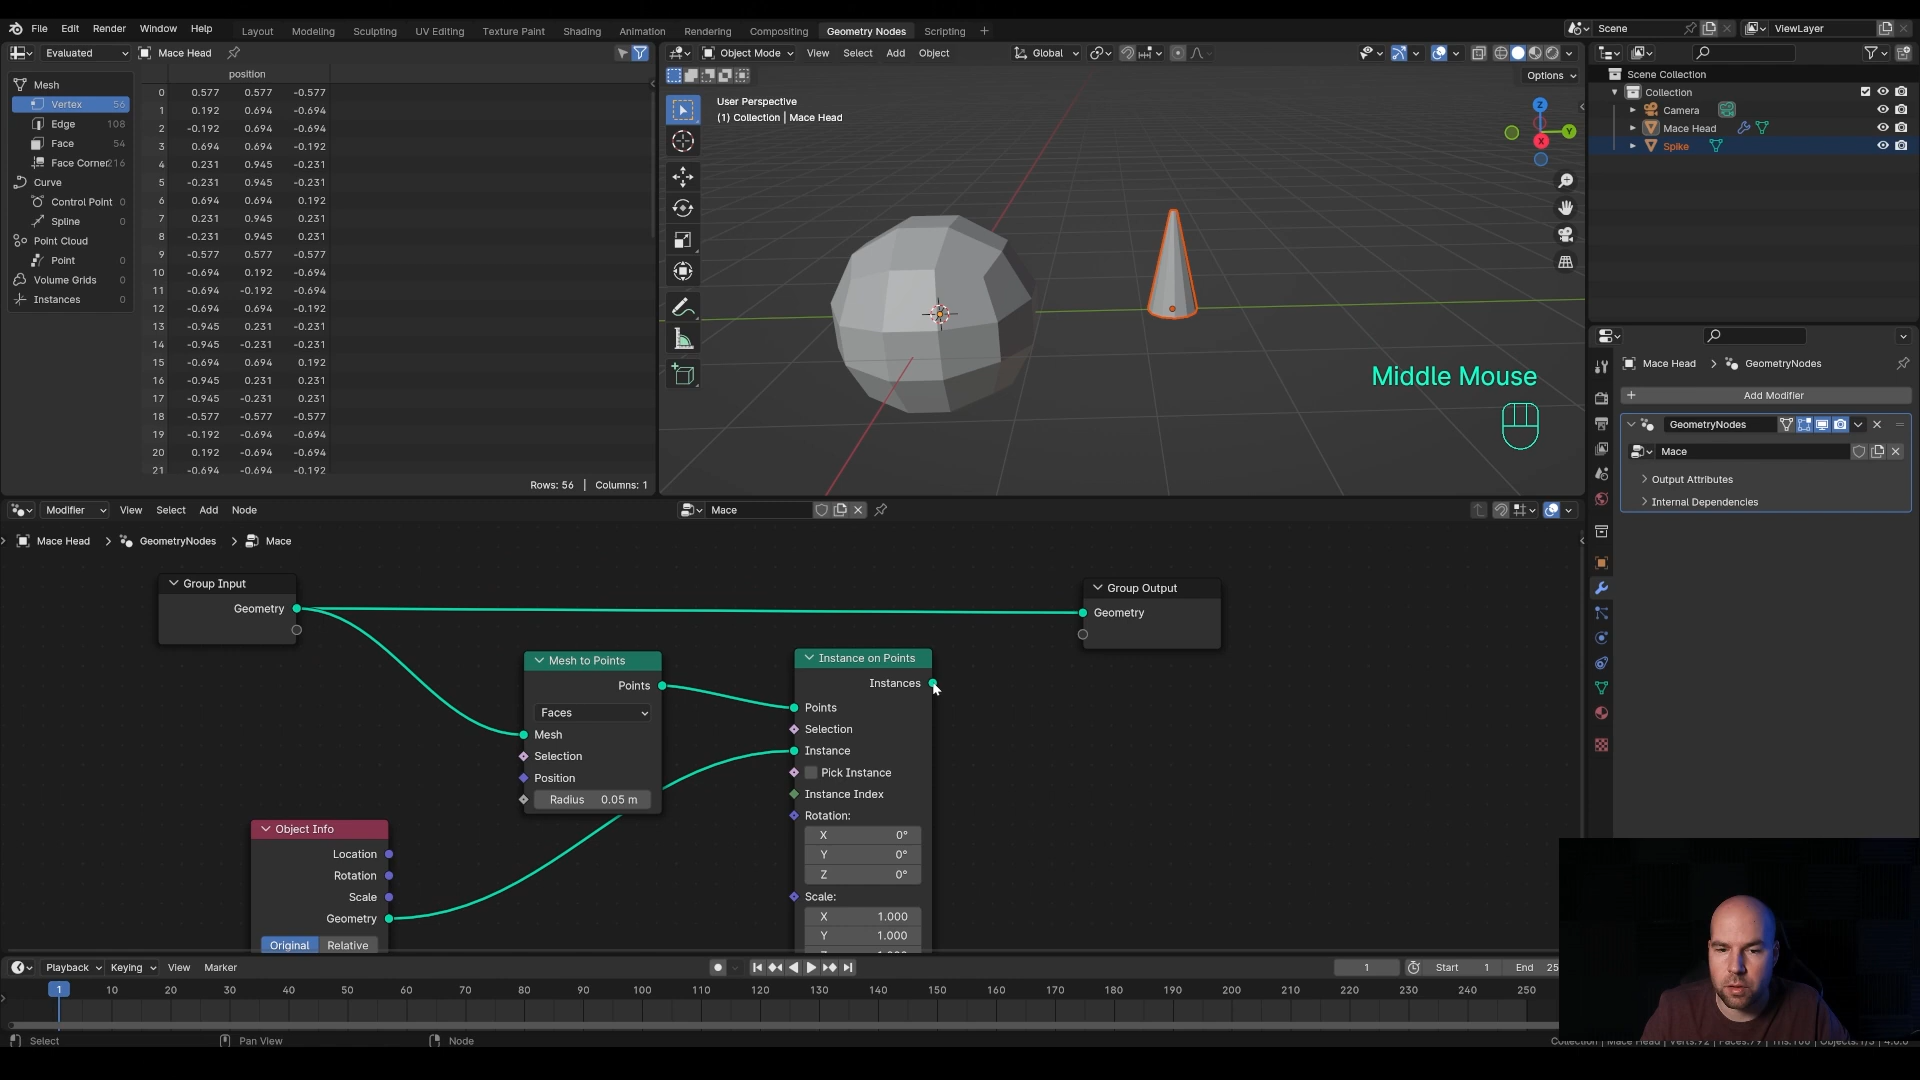 File Edit Render Window Help Layout Modeling Sculpting UV Editing Texture Paint Shading Animation Rendering Compositing Geometry Nodes Scripting + Scene ViewLayer
Evaluated Mace Head
Object Mode View Select Add Object Global
Options
position
Mesh
Vertex 56
Edge 108
Face 54
Face Corner 216
Curve
Control Point 0
Spline 0
Point Cloud
Point 0
Volume Grids 0
Instances 0
0 0.577 0.577 -0.577
1 0.192 0.694 -0.694
2 -0.192 0.694 -0.694
3 0.694 0.694 -0.192
4 0.231 0.945 -0.231
5 -0.231 0.945 -0.231
6 0.694 0.694 0.192
7 0.231 0.945 0.231
8 -0.231 0.945 0.231
9 -0.577 0.577 -0.577
10 -0.694 0.192 -0.694
11 -0.694 -0.192 -0.694
12 -0.694 0.694 -0.192
13 -0.945 0.231 -0.231
14 -0.945 -0.231 -0.231
15 -0.694 0.694 0.192
16 -0.945 0.231 0.231
17 -0.945 -0.231 0.231
18 -0.577 -0.577 -0.577
19 -0.192 -0.694 -0.694
20 0.192 -0.694 -0.694
21 -0.694 -0.694 -0.192
Rows: 56 | Columns: 1
User Perspective
(1) Collection | Mace Head
Z
Y
X
Middle Mouse
Scene Collection
Collection
Camera
Mace Head
Spike
Mace Head > GeometryNodes
+ Add Modifier
GeometryNodes
Mace
Output Attributes
Internal Dependencies
Modifier View Select Add Node Mace
Mace Head > GeometryNodes > Mace
Group Input
Geometry
Mesh to Points
Points
Faces
Mesh
Selection
Position
Radius 0.05 m
Object Info
Location
Rotation
Scale
Geometry
Original Relative
Instance on Points
Instances
Points
Selection
Instance
Pick Instance
Instance Index
Rotation:
X 0°
Y 0°
Z 0°
Scale:
X 1.000
Y 1.000
Group Output
Geometry
Playback Keying View Marker 1 Start 1 End 25
1 10 20 30 40 50 60 70 80 90 100 110 120 130 140 150 160 170 180 190 200 210 220 230 240 250
Select Pan View Node